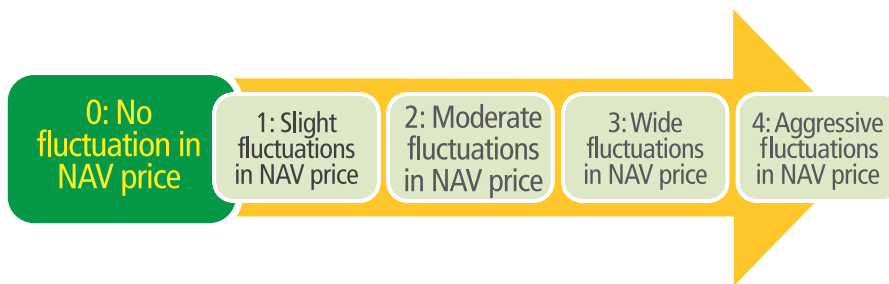 0: No
fluctuation in
NAV price
1: Slight
fluctuations
in NAV price
2: Moderate
fluctuations
in NAV price
3: Wide
fluctuations
in NAV price
4: Aggressive
fluctuations
in NAV price